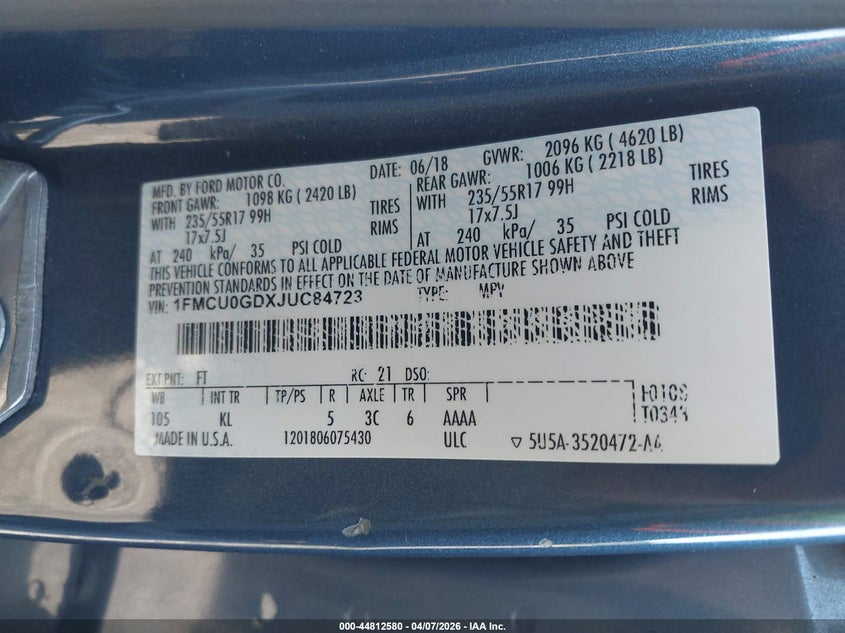 MFD. BY FORD MOTOR CO. DATE: 06/18 GVWR: 2096 KG ( 4620 LB)
FRONT GAWR: 1098 KG ( 2420 LB) REAR GAWR: 1006 KG ( 2218 LB)
WITH 235/55R17 99H TIRES WITH 235/55R17 99H TIRES
17x7.5J RIMS 17x7.5J RIMS
AT 240 kPa/ 35 PSI COLD AT 240 kPa/ 35 PSI COLD
THIS VEHICLE CONFORMS TO ALL APPLICABLE FEDERAL MOTOR VEHICLE SAFETY AND THEFT
PREVENTION STANDARDS IN EFFECT ON THE DATE OF MANUFACTURE SHOWN ABOVE
VIN: 1FMCU0GDXJUC84723 TYPE: MPV
EXT PNT: FT RC: 21 DSO:
WB INT TR TP/PS R AXLE TR SPR
105 KL 5 3C 6 AAAA
MADE IN U.S.A. 1201806075430 ULC
000-44812580 - 04/07/2026 - IAA Inc.